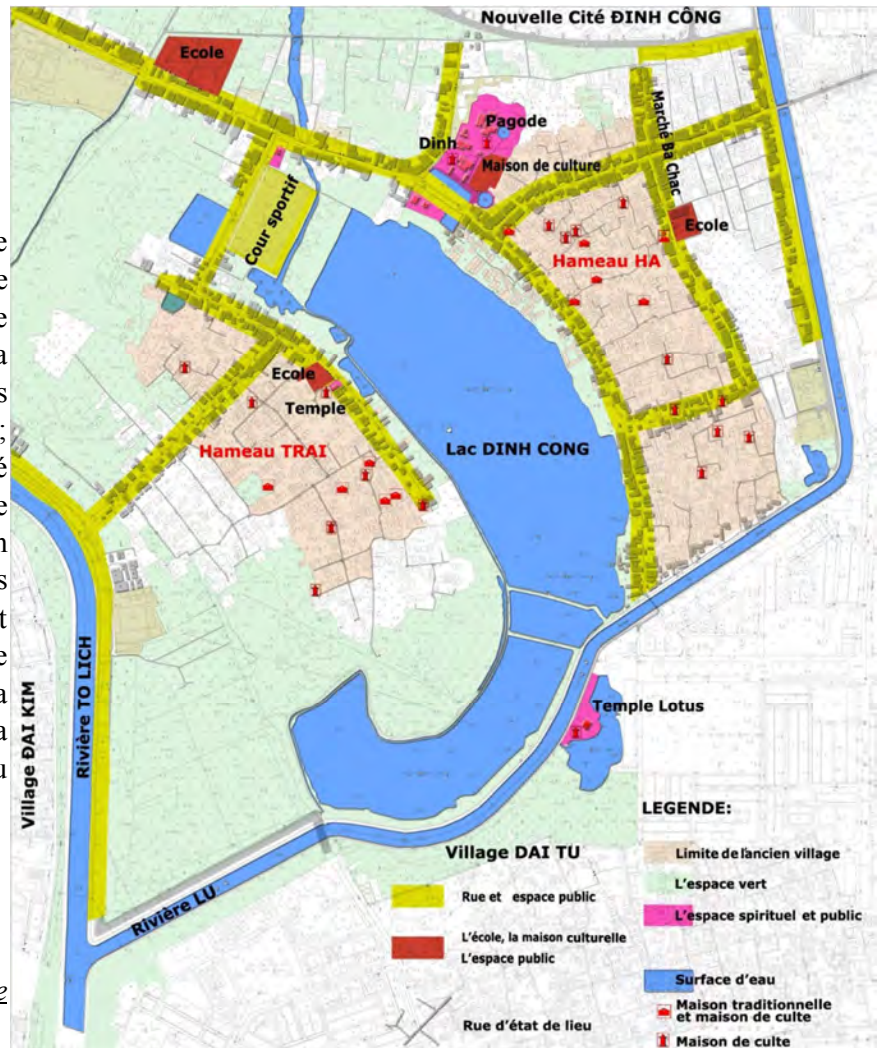 Nouvelle Cité ĐINH CÔNG
Ecole
Pagode
Dinh
Maison de culture
Marché Ba Chac
Cour sportif
Ecole
Hameau HA
Ecole
Temple
Hameau TRAI
Lac DINH CONG
Village ĐAI KIM
Rivière TO LICH
Temple Lotus
Rivière LU
Village DAI TU
LEGENDE:
Limite de l'ancien village
L'espace vert
Rue et espace public
L'espace spirituel et public
L'école, la maison culturelle
L'espace public
Surface d'eau
Maison traditionnelle
et maison de culte
Rue d'état de lieu
Maison de culte